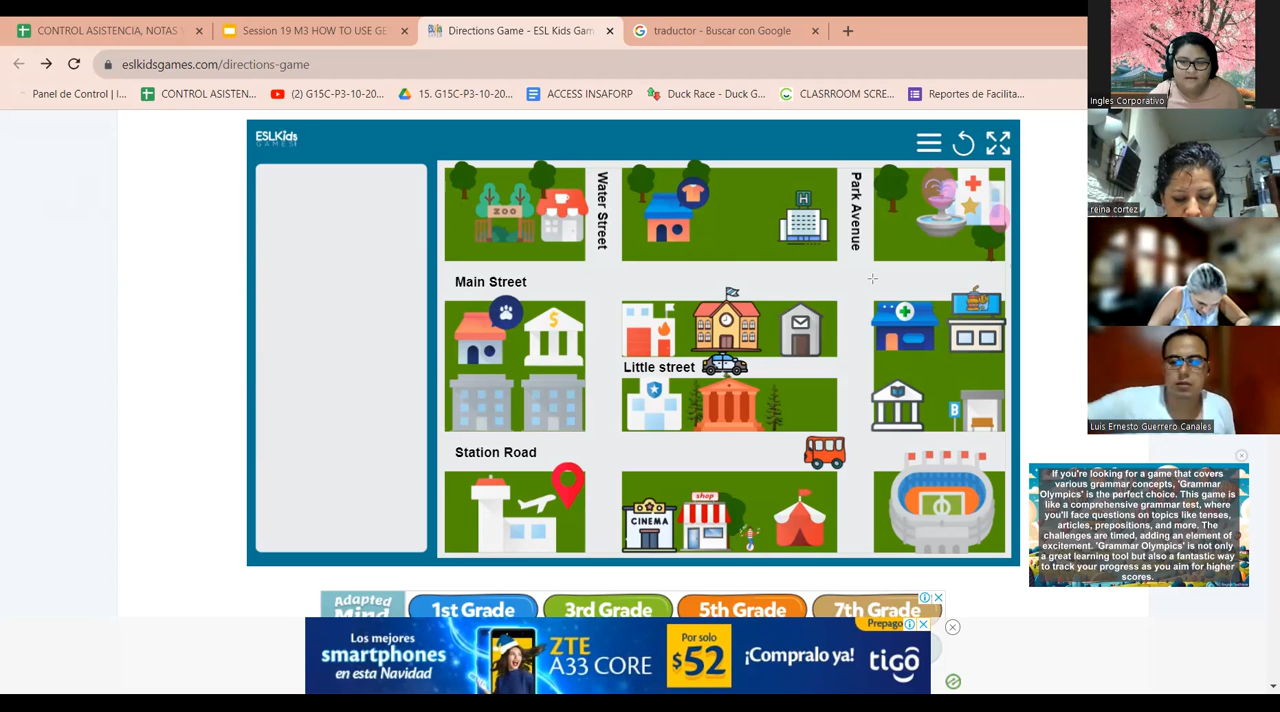 CONTROL ASISTENCIA, NOTAS
Session 19 M3 HOW TO USE GE
Directions Game - ESL Kids Gam
traductor - Buscar con Google
eslkidsgames.com/directions-game
Panel de Control | I...
CONTROL ASISTEN...
(2) G15C-P3-10-20...
15. G15C-P3-10-20...
ACCESS INSAFORP
Duck Race - Duck G...
CLASRROOM SCRE...
Reportes de Facilita...
Ingles Corporativo
reina cortez
Luis Ernesto Guerrero Canales
ESLKids
GAMES
ZOO
Water Street
H
Park Avenue
Main Street
$
Little street
B
Station Road
CINEMA
shop
If you're looking for a game that covers
various grammar concepts, 'Grammar
Olympics' is the perfect choice. This game is
like a comprehensive grammar test, where
you'll face questions on topics like tenses,
articles, prepositions, and more. The
challenges are timed, adding an element of
excitement. 'Grammar Olympics' is not only
a great learning tool but also a fantastic way
to track your progress as you aim for higher
scores.
Adapted
Mind
1st Grade
3rd Grade
5th Grade
7th Grade
Los mejores
smartphones
en esta Navidad
ZTE
A33 CORE
Por solo
$52
¡Compralo ya!
Prepago
tigo